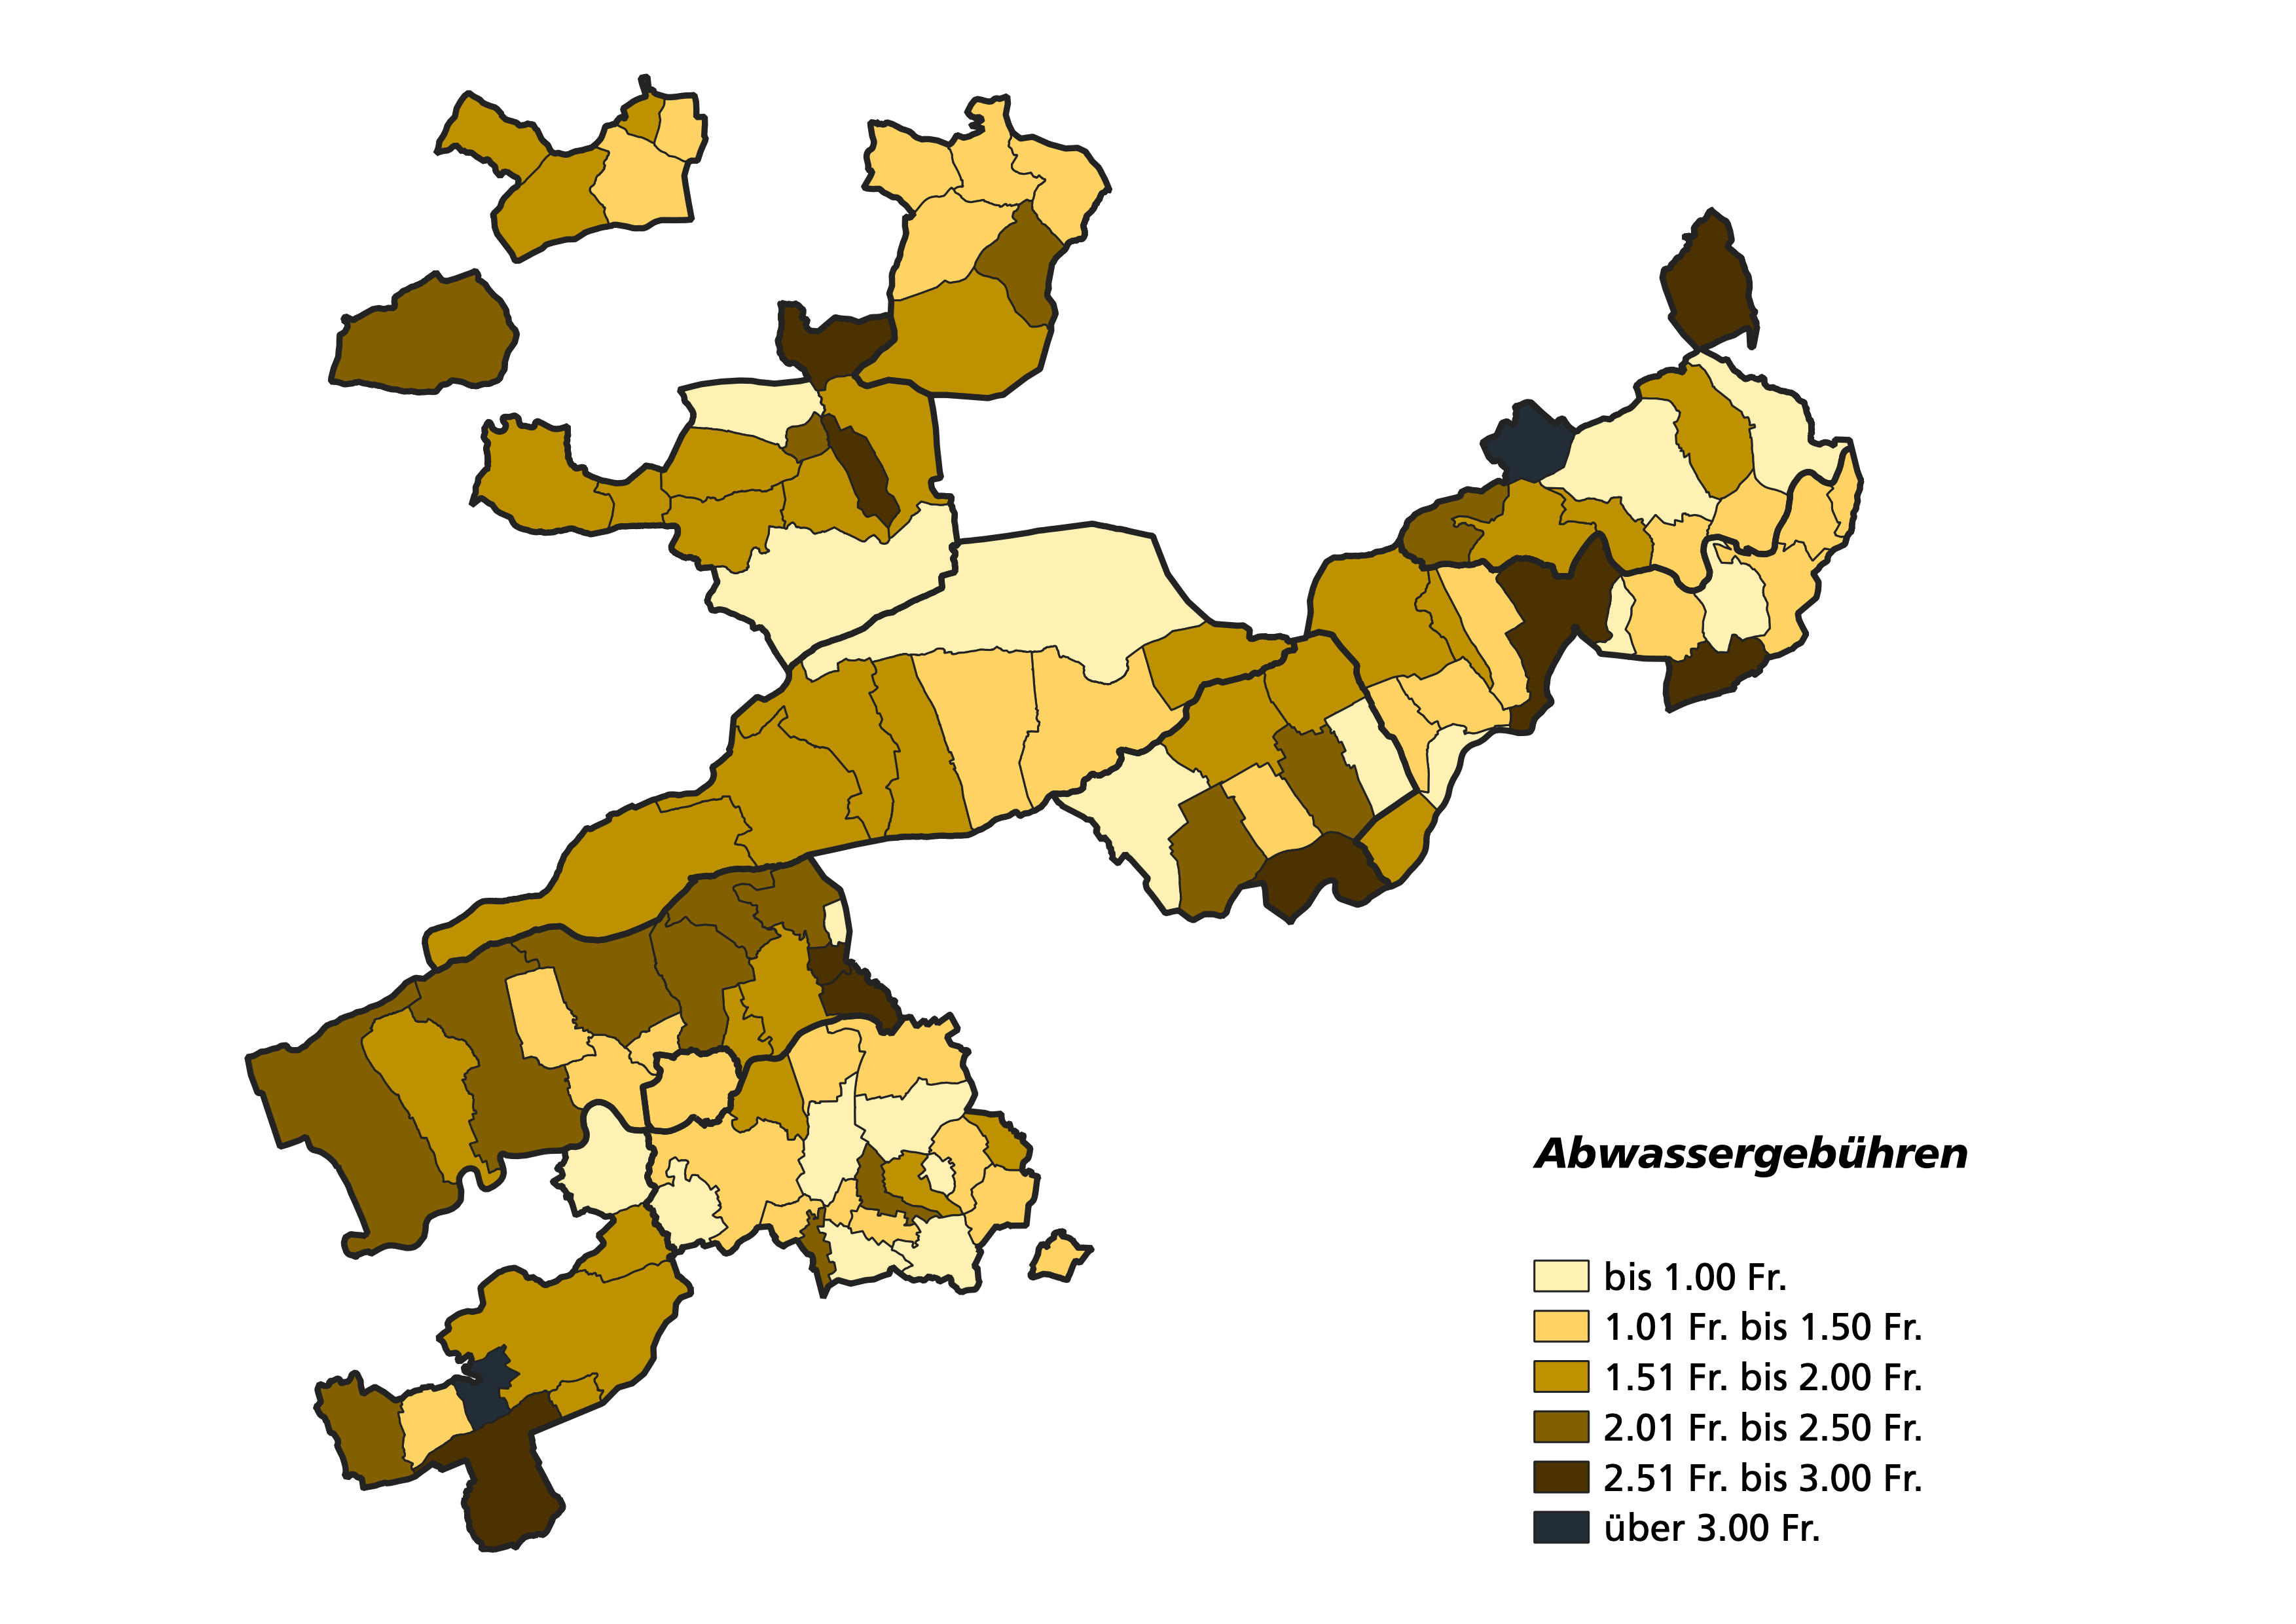 Abwassergebühren
bis 1.00 Fr.
1.01 Fr. bis 1.50 Fr.
1.51 Fr. bis 2.00 Fr.
2.01 Fr. bis 2.50 Fr.
2.51 Fr. bis 3.00 Fr.
über 3.00 Fr.